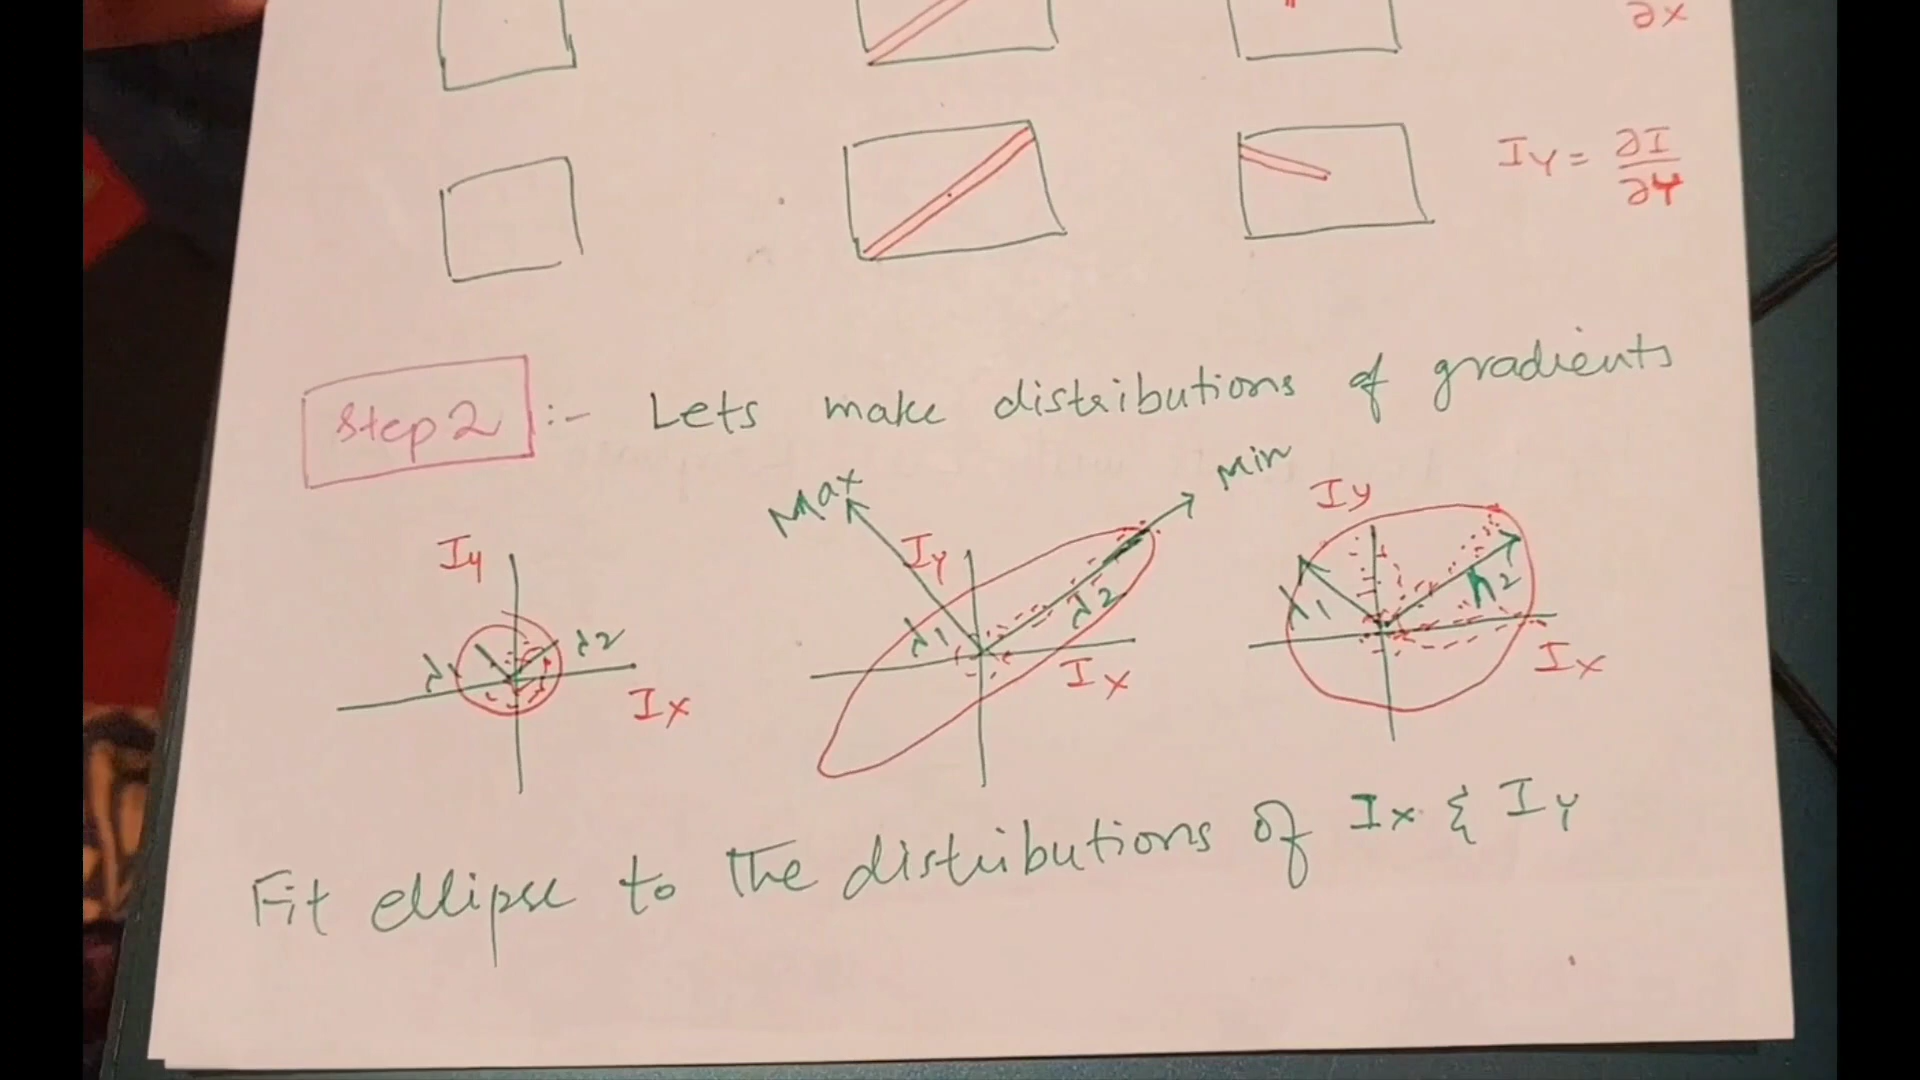 ∂x
Iy = ∂I/∂Y
Step 2 :- Lets make distributions of gradients
Max Min
Iy Iy Iy
λ1 λ2 λ1 λ2 λ1 λ2
Ix Ix Ix
Fit ellipse to the distributions of Ix & Iy